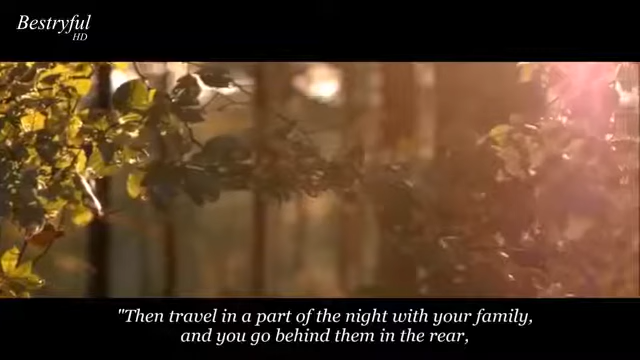 Bestryful
HD
"Then travel in a part of the night with your family,
and you go behind them in the rear,